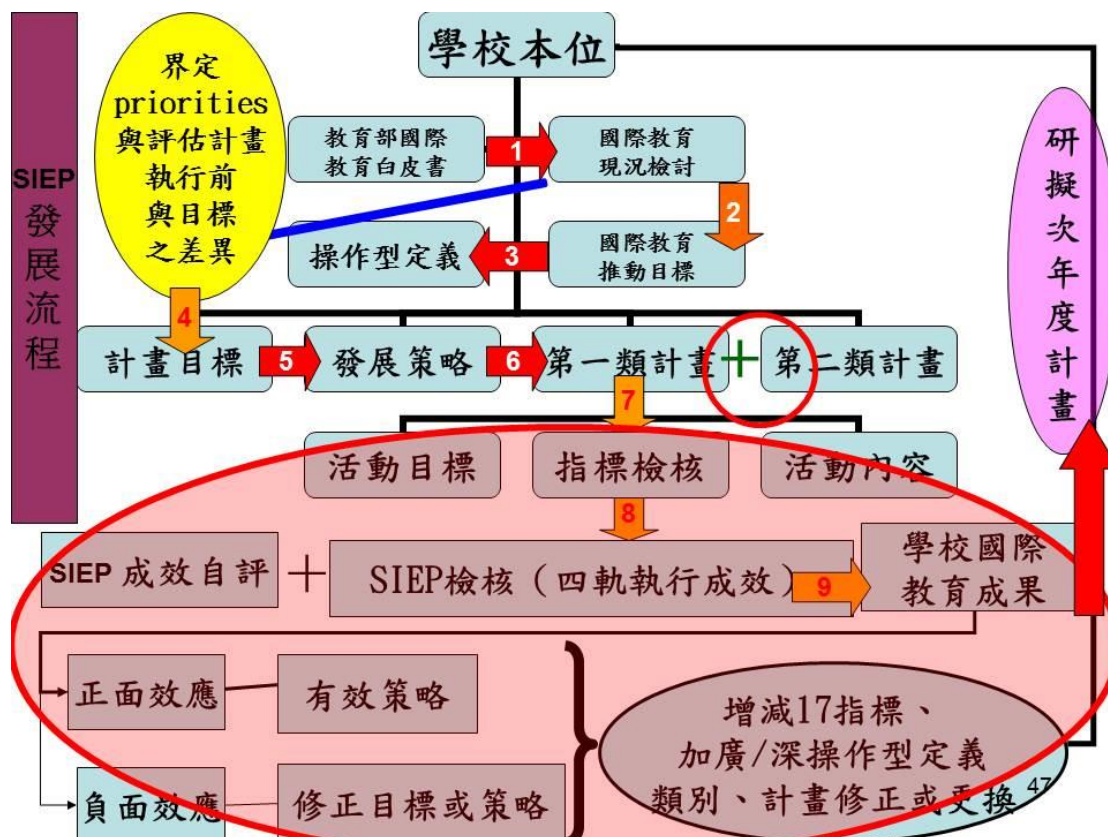 SIEP
發
展
流
程
學校本位
界定
priorities
與評估計畫
執行前
與目標
之差異
教育部國際
教育白皮書
1
國際教育
現況檢討
2
操作型定義
3
國際教育
推動目標
研
擬
次
年
度
計
畫
4
計畫目標
5
發展策略
6
第一類計畫
+
第二類計畫
7
活動目標
指標檢核
活動內容
8
SIEP 成效自評
+
SIEP檢核（四軌執行成效）
9
學校國際
教育成果
正面效應
有效策略
負面效應
修正目標或策略
增減17指標、
加廣/深操作型定義
類別、計畫修正或更換
47